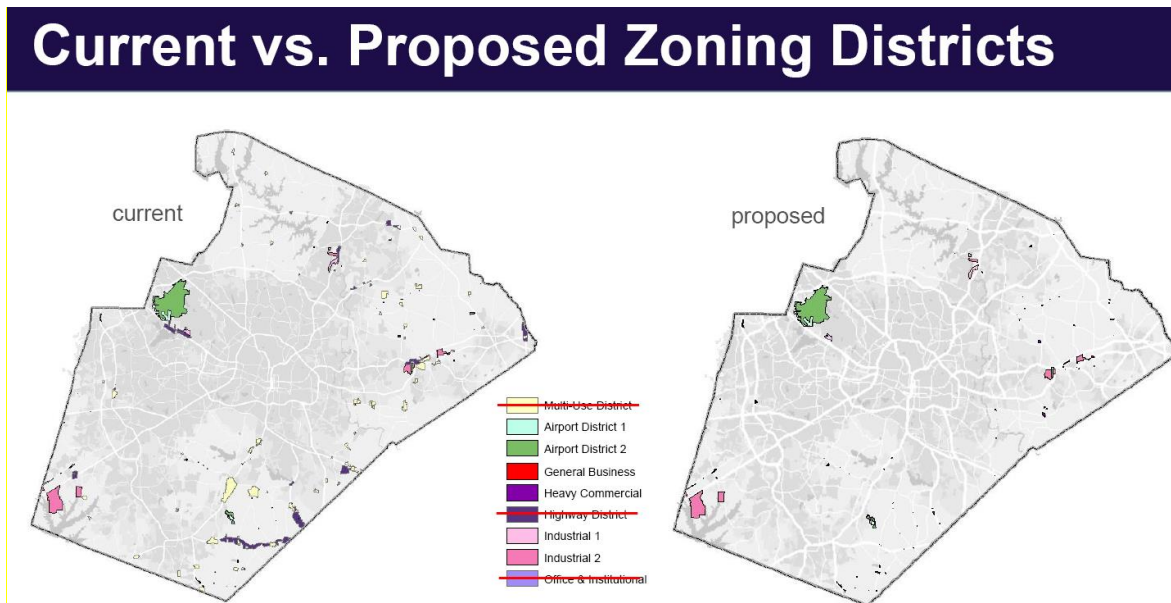 Current vs. Proposed Zoning Districts
current
proposed
Multi-Use District
Airport District 1
Airport District 2
General Business
Heavy Commercial
Highway District
Industrial 1
Industrial 2
Office & Institutional